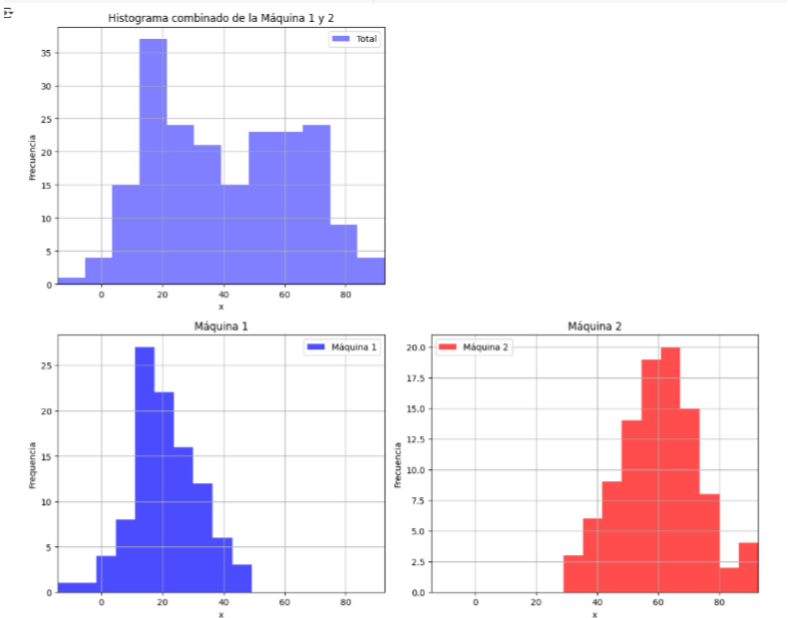 Histograma combinado de la Máquina 1 y 2
Total
35
30
25
20
15
10
5
0
Frecuencia
0 20 40 60 80
x
Máquina 1
Máquina 1
25
20
15
10
5
0
Frequencia
0 20 40 60 80
x
Máquina 2
Máquina 2
20.0
17.5
15.0
12.5
10.0
7.5
5.0
2.5
0.0
Frecuencia
0 20 40 60 80
x